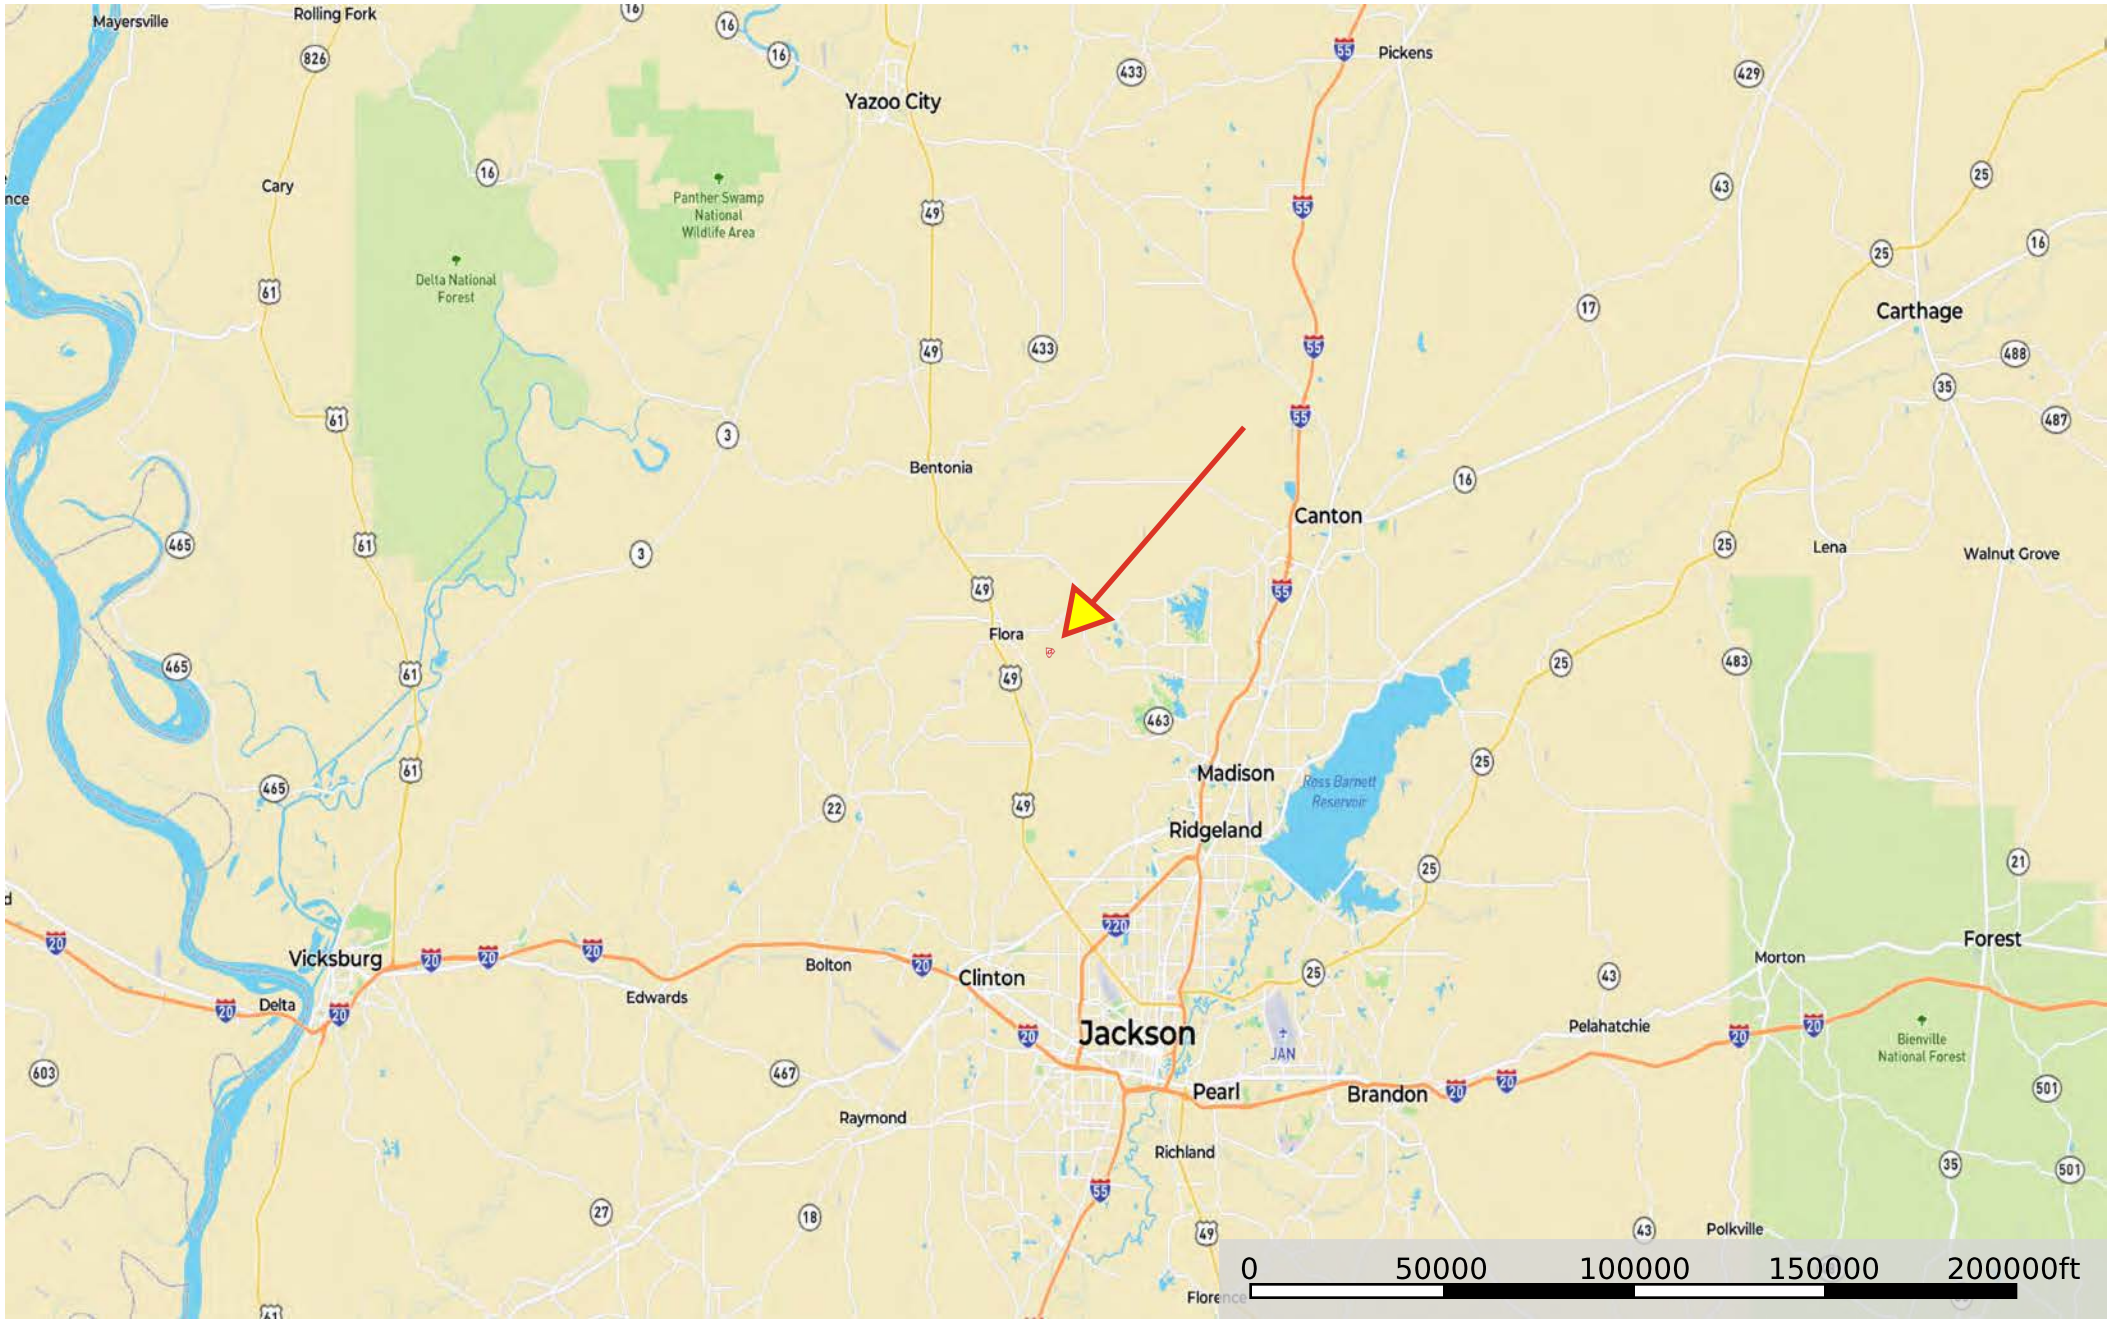 Mayersville
Rolling Fork
16
16
16
826
433
55
Pickens
429
Yazoo City
16
Cary
Panther Swamp
National
Wildlife Area
49
55
43
25
nce
Delta National
Forest
61
25
16
17
Carthage
49
433
55
488
35
61
3
55
487
Bentonia
16
465
61
3
Canton
25
Lena
Walnut Grove
49
55
Flora
465
61
49
25
483
463
61
465
22
49
Madison
Ross Barnett
Reservoir
25
Ridgeland
25
21
d
20
Vicksburg
20
20
20
Bolton
20
Clinton
220
25
43
Morton
Forest
Delta
20
20
Edwards
20
Jackson
JAN
Pelahatchie
20
20
Bienville
National Forest
603
467
Pearl
Brandon
20
20
501
Raymond
Richland
35
501
55
27
18
49
43
Polkville
61
Florence
0 50000 100000 150000 200000ft